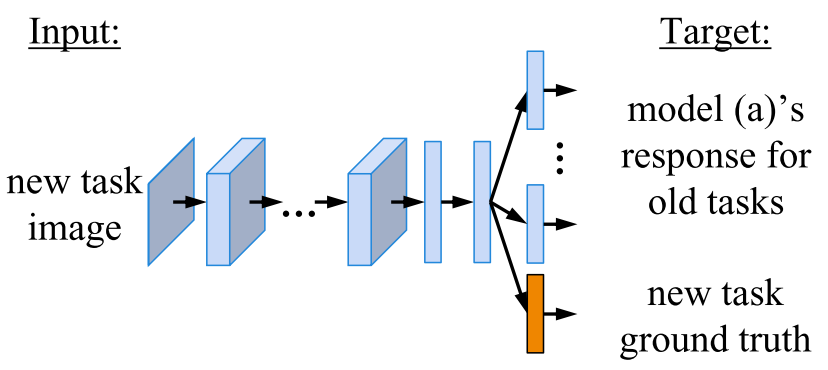 Input:
Target:
new task
image
...
model (a)'s
response for
old tasks
new task
ground truth